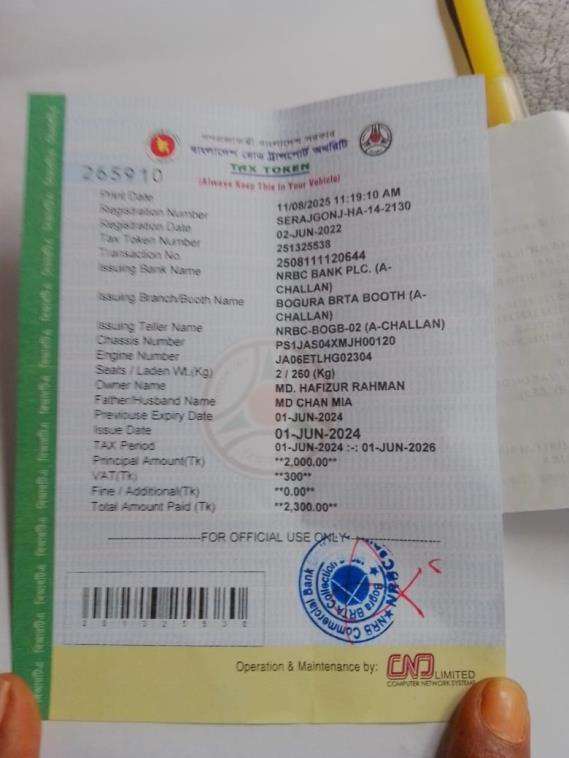 গণপ্রজাতন্ত্রী বাংলাদেশ সরকার
বাংলাদেশ রোড ট্রান্সপোর্ট অথরিটি
TAX TOKEN
265910
(Always Keep This In Your Vehicle)
Print Date 11/08/2025 11:19:10 AM
Registration Number SERAJGONJ-HA-14-2130
Registration Date 02-JUN-2022
Tax Token Number 251325538
Transaction No. 2508111120644
Issuing Bank Name NRBC BANK PLC. (A-
CHALLAN)
Issuing Branch/Booth Name BOGURA BRTA BOOTH (A-
CHALLAN)
Issuing Teller Name NRBC-BOGB-02 (A-CHALLAN)
Chassis Number PS1JAS04XMJH00120
Engine Number JA06ETLHG02304
Seats / Laden Wt.(Kg) 2 / 260 (Kg)
Owner Name MD. HAFIZUR RAHMAN
Father/Husband Name MD CHAN MIA
Previouse Expiry Date 01-JUN-2024
Issue Date 01-JUN-2024
TAX Period 01-JUN-2024 :-: 01-JUN-2026
Principal Amount(Tk) **2,000.00**
VAT(Tk) **300**
Fine / Additional(Tk) **0.00**
Total Amount Paid (Tk) **2,300.00**
FOR OFFICIAL USE ONLY
NRB Commercial Bank
Bogra BRTA Collection
Operation & Maintenance by: CNS LIMITED
COMPUTER NETWORK SYSTEMS